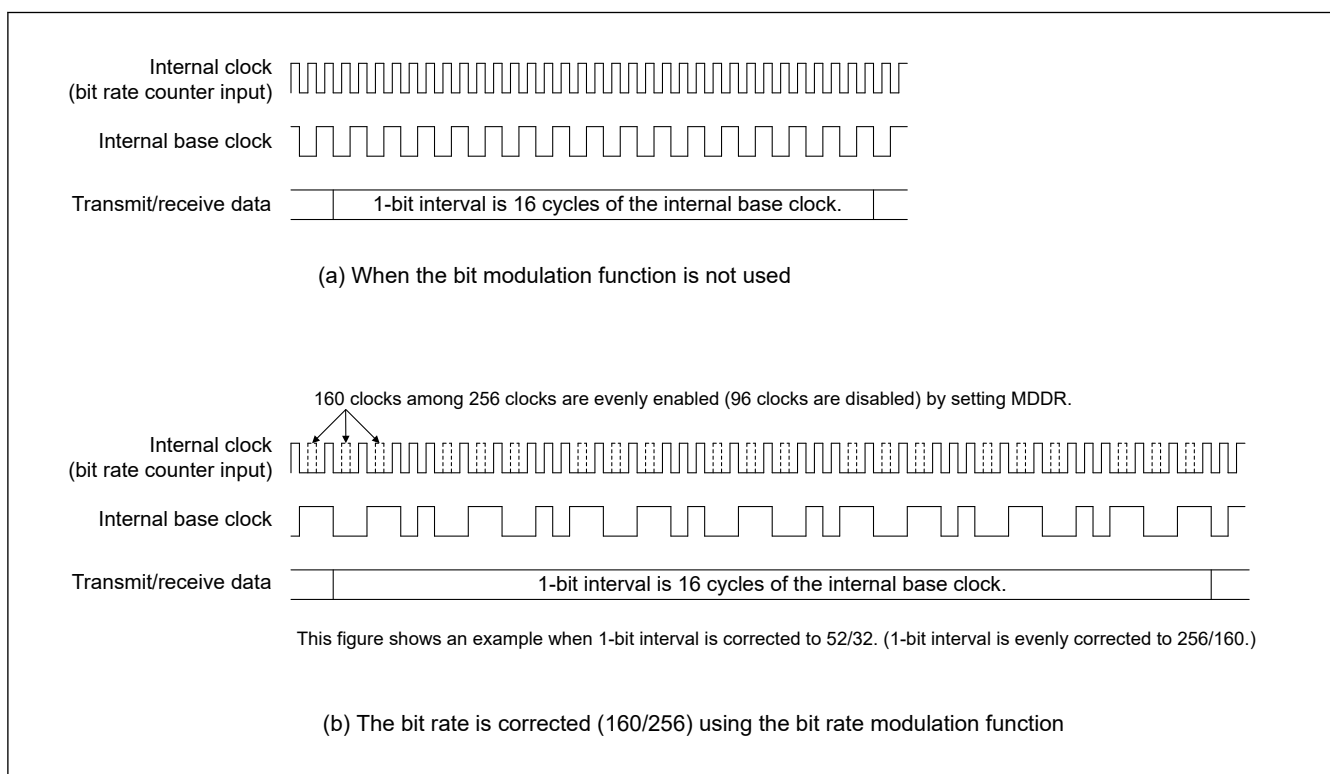 Internal clock
(bit rate counter input)
Internal base clock
Transmit/receive data
1-bit interval is 16 cycles of the internal base clock.
(a) When the bit modulation function is not used
160 clocks among 256 clocks are evenly enabled (96 clocks are disabled) by setting MDDR.
Internal clock
(bit rate counter input)
Internal base clock
Transmit/receive data
1-bit interval is 16 cycles of the internal base clock.
This figure shows an example when 1-bit interval is corrected to 52/32. (1-bit interval is evenly corrected to 256/160.)
(b) The bit rate is corrected (160/256) using the bit rate modulation function